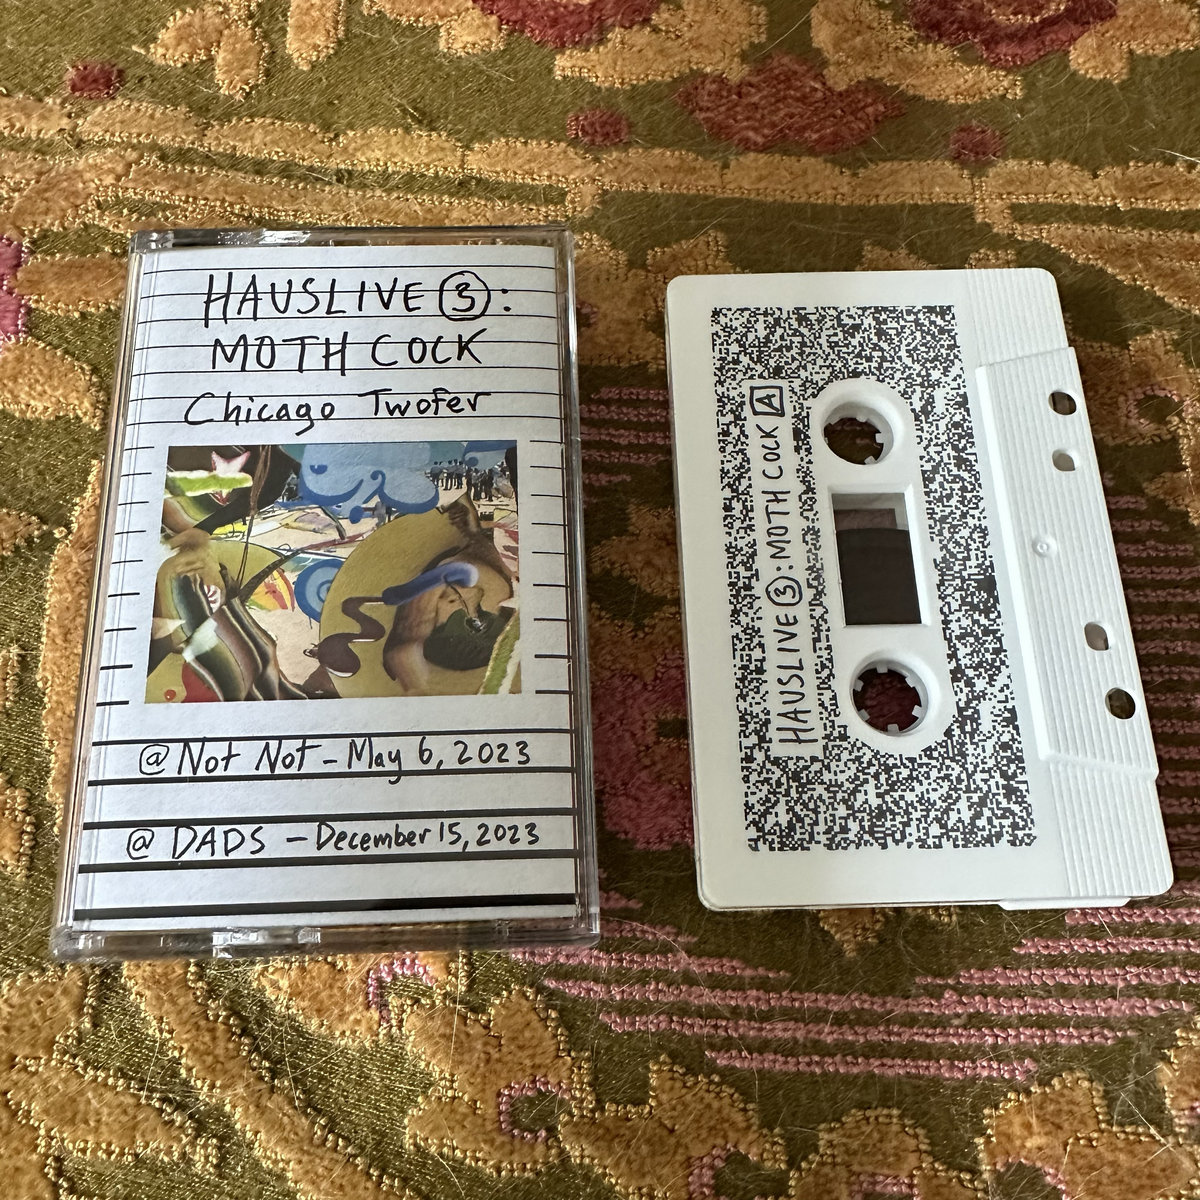 HAUSLIVE 3:
MOTH COCK
Chicago Twofer
@ Not Not - May 6, 2023
@ DADS - December 15, 2023
HAUSLIVE 3: MOTH COCK A